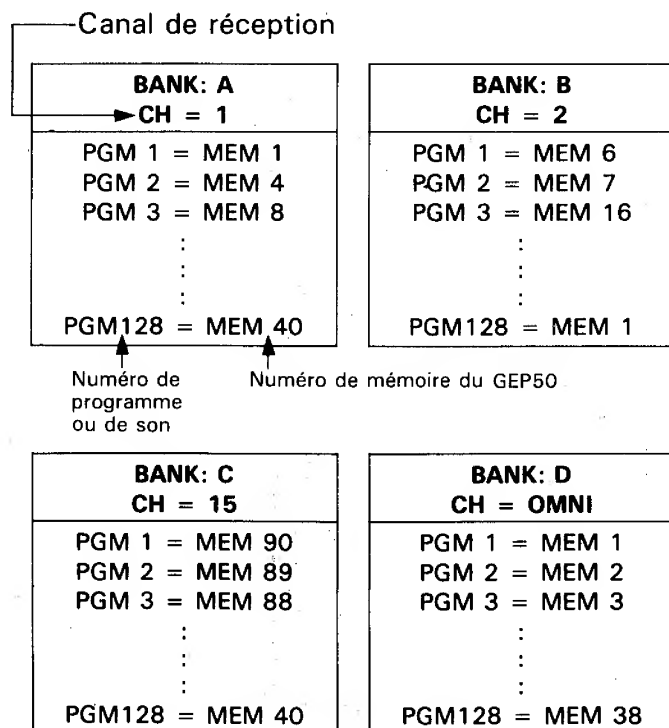 Canal de réception
BANK: A
CH = 1
PGM 1 = MEM 1
PGM 2 = MEM 4
PGM 3 = MEM 8
:
:
:
PGM128 = MEM 40
BANK: B
CH = 2
PGM 1 = MEM 6
PGM 2 = MEM 7
PGM 3 = MEM 16
:
:
:
PGM128 = MEM 1
Numéro de
programme
ou de son
Numéro de mémoire du GEP50
BANK: C
CH = 15
PGM 1 = MEM 90
PGM 2 = MEM 89
PGM 3 = MEM 88
:
:
:
PGM128 = MEM 40
BANK: D
CH = OMNI
PGM 1 = MEM 1
PGM 2 = MEM 2
PGM 3 = MEM 3
:
:
:
PGM128 = MEM 38